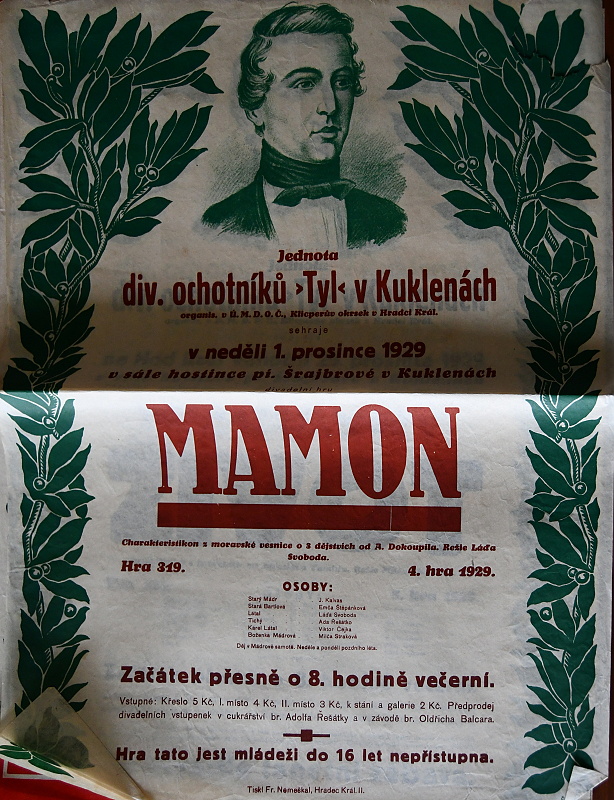 Jednota
div. ochotníků ›Tyl‹ v Kuklenách
organis. v Ú. M. D. O. Č., Klicperův okrsek v Hradci Král.
sehraje
v neděli 1. prosince 1929
v sále hostince pí. Šrajbrové v Kuklenách
divadelní hru
MAMON
Charakteristikon z moravské vesnice o 3 dějstvích od A. Dokoupila. Režie Láďa
Svoboda.
Hra 319. 4. hra 1929.
OSOBY:
Starý Mádr J. Kalvas
Stará Bartlová Emča Štěpánková
Látal Láďa Svoboda
Tichý Ada Řešátko
Karel Látal Viktor Čejka
Boženka Mádrová Milča Straková
Děj v Mádrově samotě. Neděle a pondělí pozdního léta.
Začátek přesně o 8. hodině večerní.
Vstupné: Křeslo 5 Kč, I. místo 4 Kč, II. místo 3 Kč, k stání a galerie 2 Kč. Předprodej
divadelních vstupenek v cukrářství br. Adolfa Řešátky a v závodě br. Oldřicha Balcara.
Hra tato jest mládeži do 16 let nepřístupna.
Tiskl Fr. Nemeškal, Hradec Král. II.